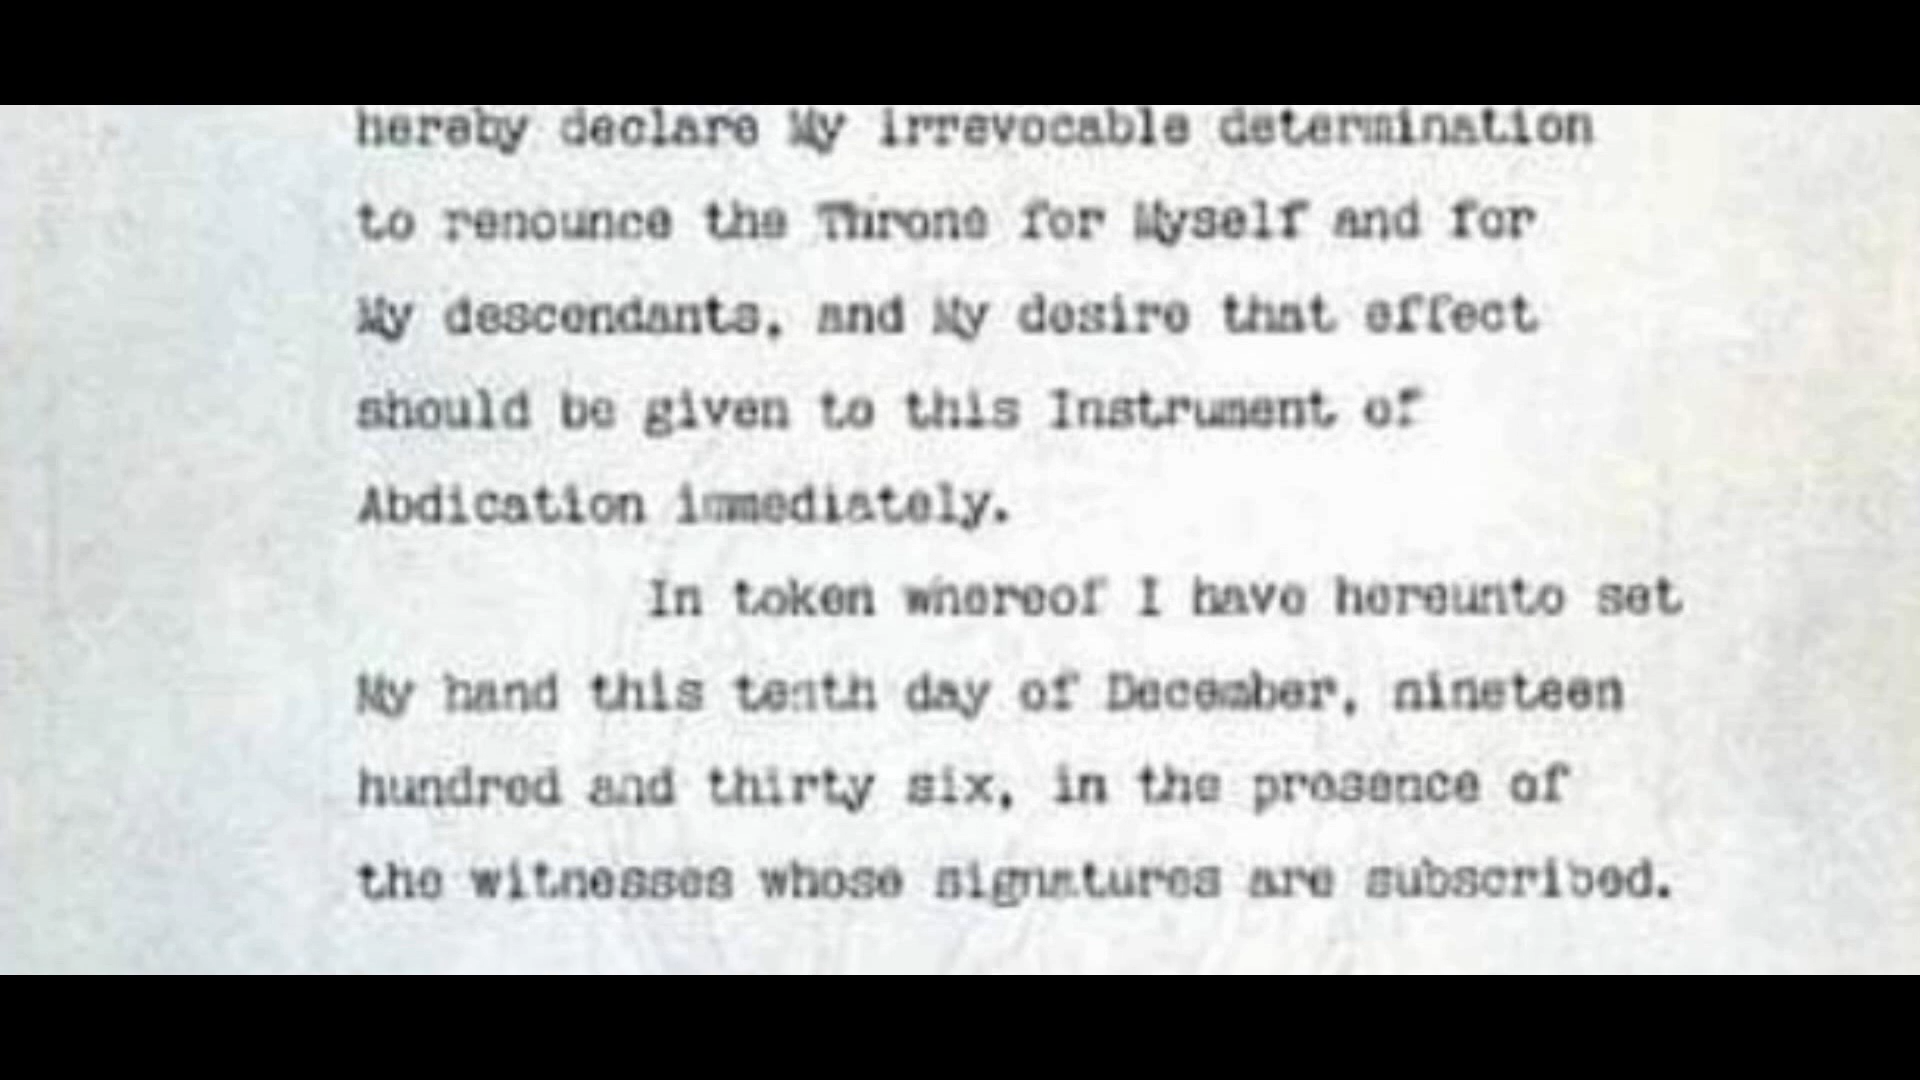 hereby declare My irrevocable determination
to renounce the Throne for Myself and for
My descendants, and My desire that effect
should be given to this Instrument of
Abdication immediately.
In token whereof I have hereunto set
My hand this tenth day of December, nineteen
hundred and thirty six, in the presence of
the witnesses whose signatures are subscribed.